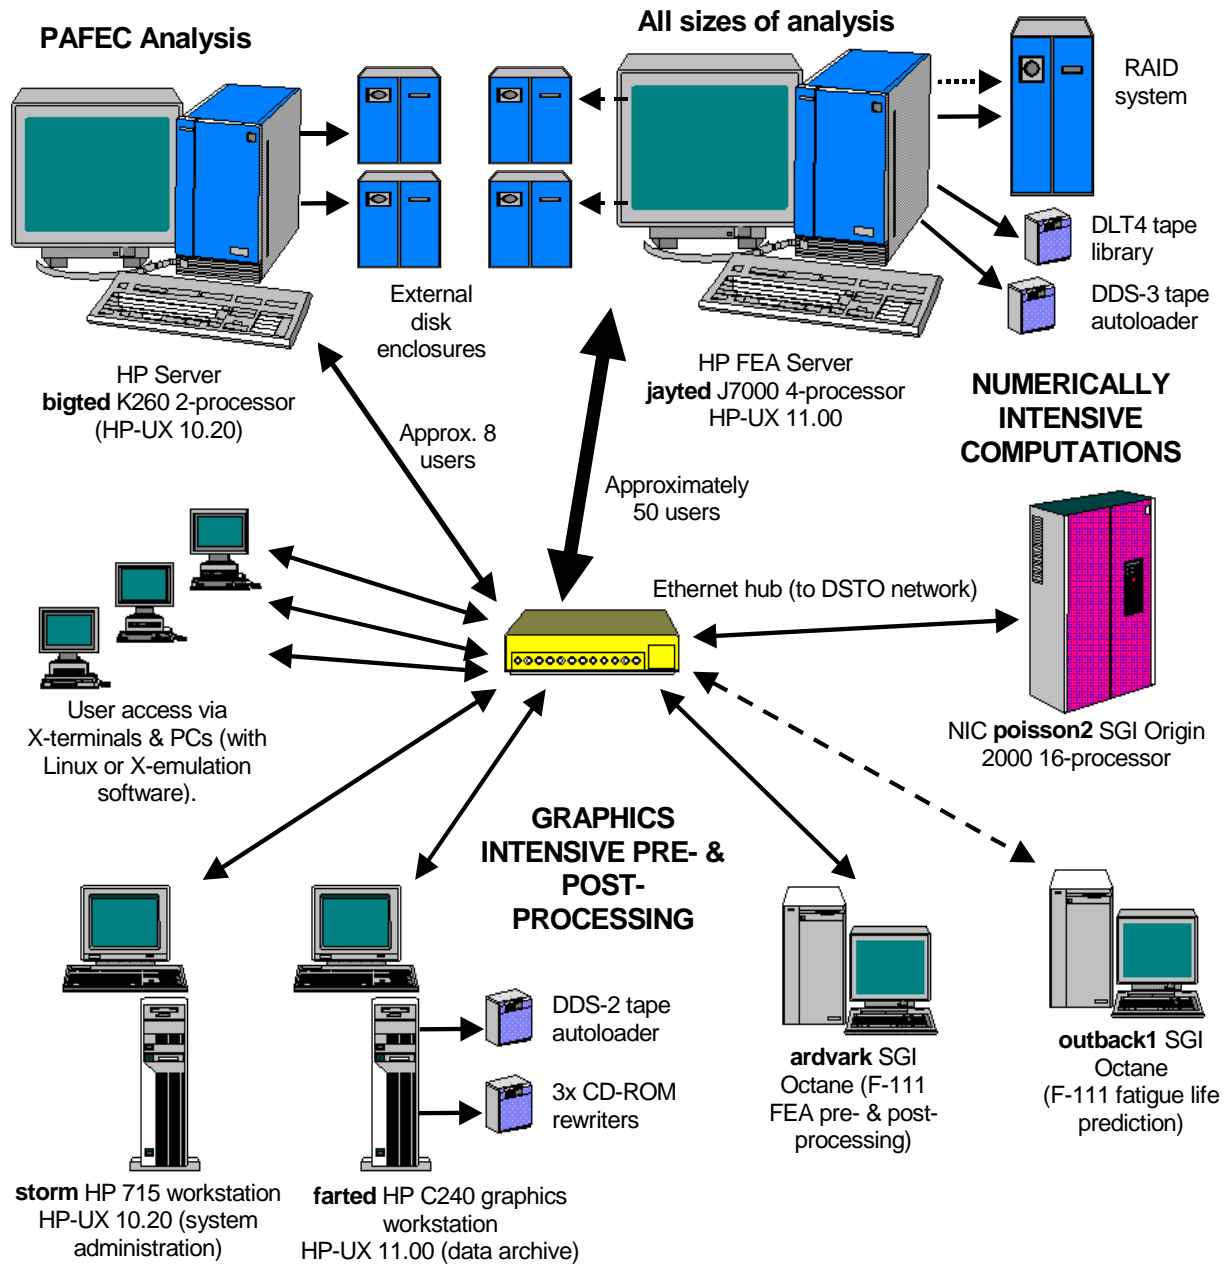 PAFEC Analysis
All sizes of analysis
RAID
system
DLT4 tape
library
DDS-3 tape
autoloader
External
disk
enclosures
HP Server
bigted K260 2-processor
(HP-UX 10.20)
HP FEA Server
jayted J7000 4-processor
HP-UX 11.00
NUMERICALLY
INTENSIVE
COMPUTATIONS
Approx. 8
users
Approximately
50 users
Ethernet hub (to DSTO network)
User access via
X-terminals & PCs (with
Linux or X-emulation
software).
NIC poisson2 SGI Origin
2000 16-processor
GRAPHICS
INTENSIVE PRE- &
POST-
PROCESSING
DDS-2 tape
autoloader
3x CD-ROM
rewriters
ardvark SGI
Octane (F-111
FEA pre- & post-
processing)
outback1 SGI
Octane
(F-111 fatigue life
prediction)
storm HP 715 workstation
HP-UX 10.20 (system
administration)
farted HP C240 graphics
workstation
HP-UX 11.00 (data archive)